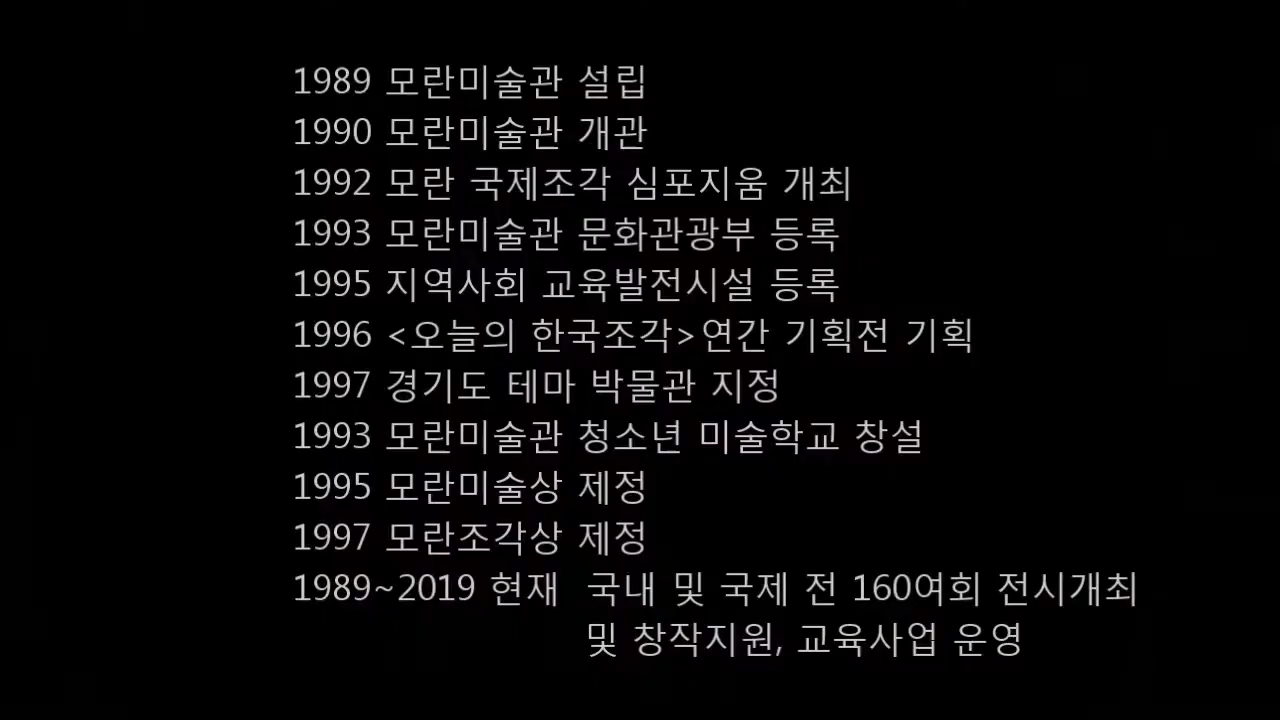 1989 모란미술관 설립
1990 모란미술관 개관
1992 모란 국제조각 심포지움 개최
1993 모란미술관 문화관광부 등록
1995 지역사회 교육발전시설 등록
1996 <오늘의 한국조각>연간 기획전 기획
1997 경기도 테마 박물관 지정
1993 모란미술관 청소년 미술학교 창설
1995 모란미술상 제정
1997 모란조각상 제정
1989~2019 현재 국내 및 국제 전 160여회 전시개최
및 창작지원, 교육사업 운영